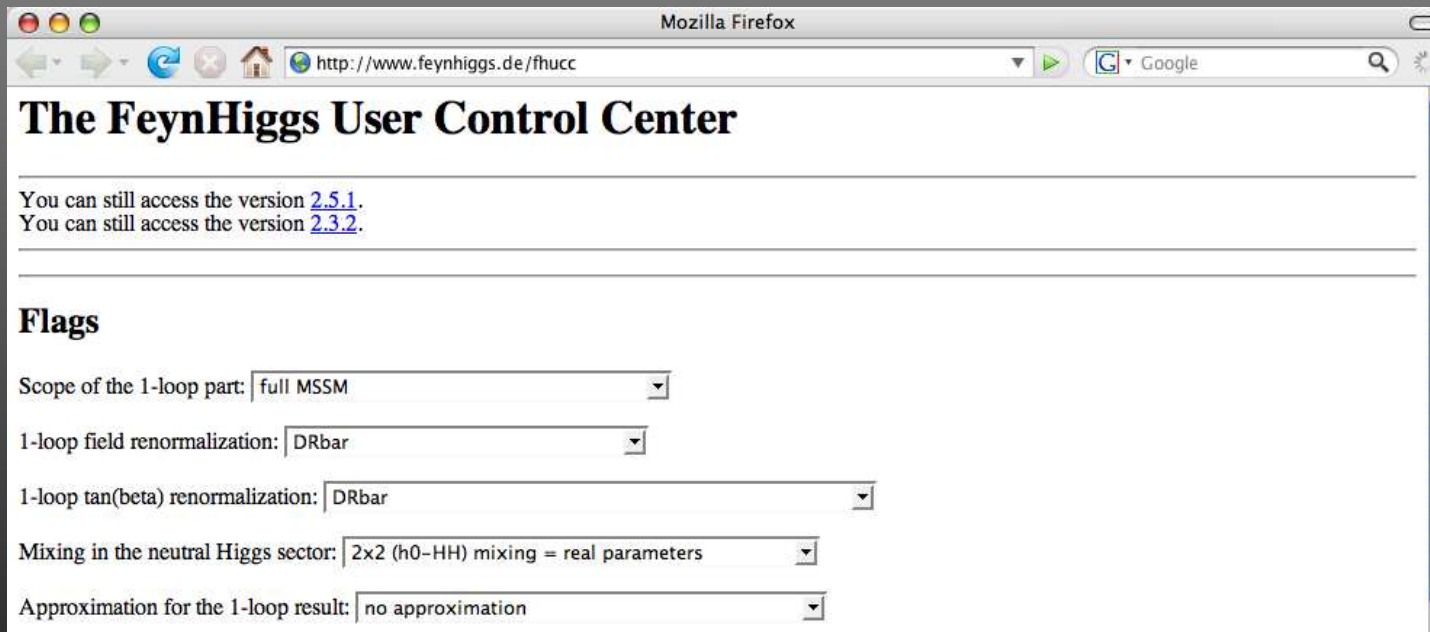 Mozilla Firefox
http://www.feynhiggs.de/fhucc
G Google
The FeynHiggs User Control Center
You can still access the version 2.5.1.
You can still access the version 2.3.2.
Flags
Scope of the 1-loop part: full MSSM
1-loop field renormalization: DRbar
1-loop tan(beta) renormalization: DRbar
Mixing in the neutral Higgs sector: 2x2 (h0-HH) mixing = real parameters
Approximation for the 1-loop result: no approximation